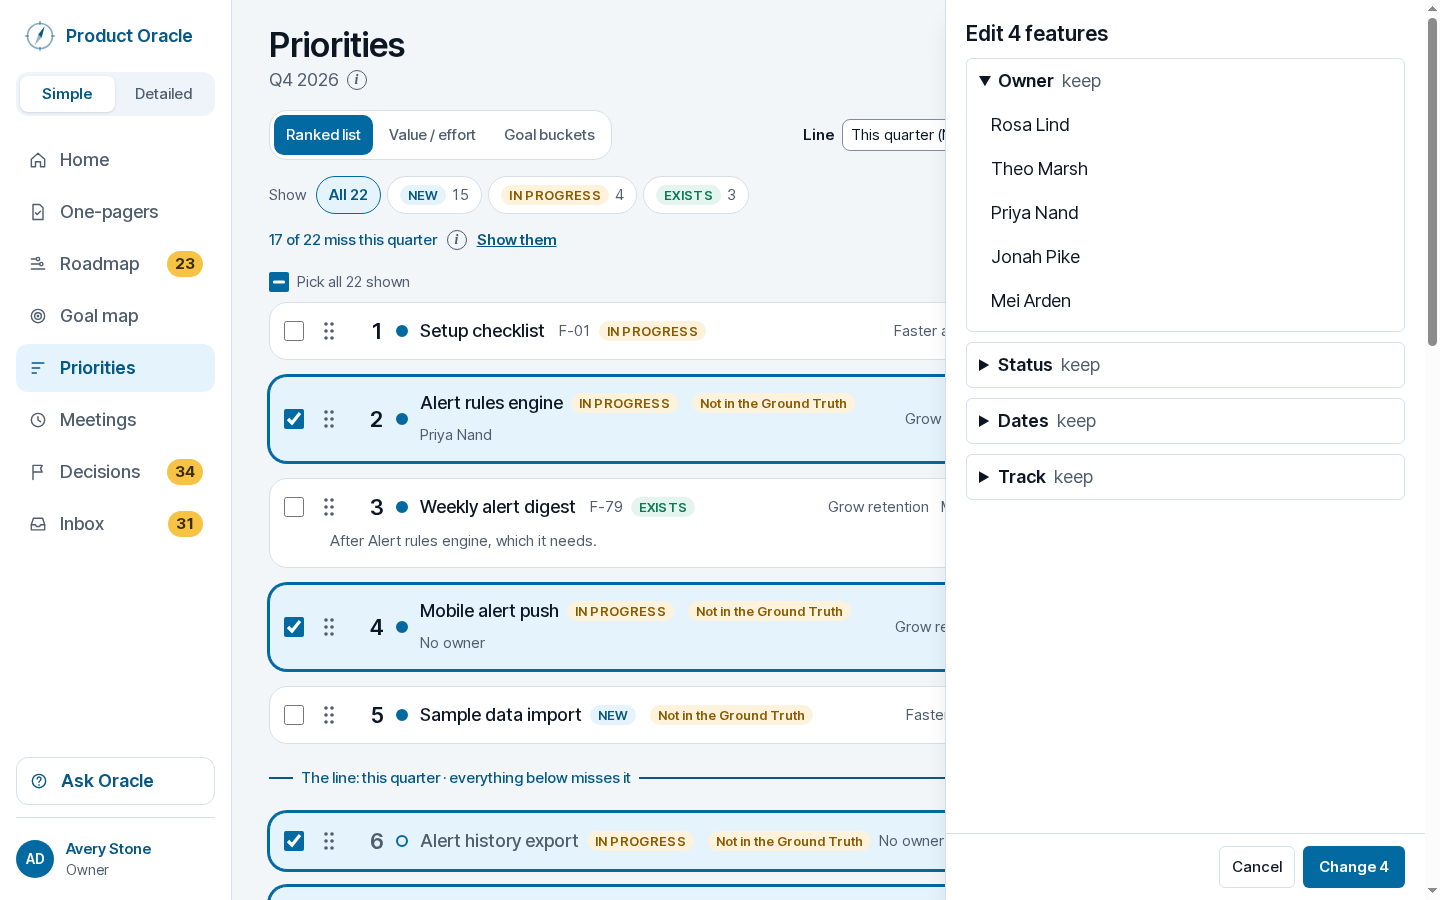 Product Oracle
Simple
Detailed
Home
One-pagers
Roadmap 23
Goal map
Priorities
Meetings
Decisions 34
Inbox 31
Ask Oracle
AD
Avery Stone
Owner
Priorities
Q4 2026 i
Ranked list
Value / effort
Goal buckets
Line
This quarter
Show
All 22
NEW 15
IN PROGRESS 4
EXISTS 3
17 of 22 miss this quarter i Show them
Pick all 22 shown
1 Setup checklist F-01 IN PROGRESS Faster
2 Alert rules engine IN PROGRESS Not in the Ground Truth Grow
Priya Nand
3 Weekly alert digest F-79 EXISTS Grow retention
After Alert rules engine, which it needs.
4 Mobile alert push IN PROGRESS Not in the Ground Truth Grow
No owner
5 Sample data import NEW Not in the Ground Truth
The line: this quarter · everything below misses it
6 Alert history export IN PROGRESS Not in the Ground Truth No owner
Edit 4 features
Owner keep
Rosa Lind
Theo Marsh
Priya Nand
Jonah Pike
Mei Arden
Status keep
Dates keep
Track keep
Cancel
Change 4